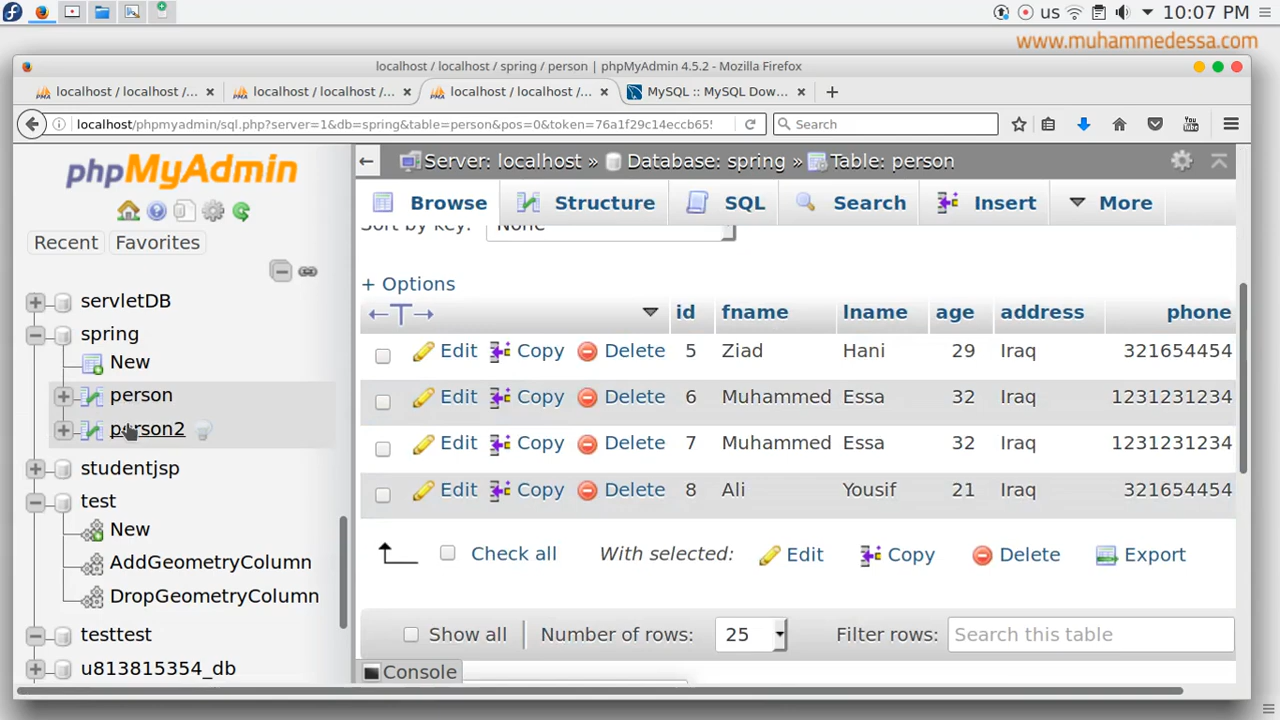 us 10:07 PM
www.muhammedessa.com
localhost / localhost / spring / person | phpMyAdmin 4.5.2 - Mozilla Firefox
localhost / localhost /... localhost / localhost /... localhost / localhost /... MySQL :: MySQL Dow...
localhost/phpmyadmin/sql.php?server=1&db=spring&table=person&pos=0&token=76a1f29c14eccb65! Search
phpMyAdmin
Recent Favorites
servletDB
spring
New
person
person2
studentjsp
test
New
AddGeometryColumn
DropGeometryColumn
testtest
u813815354_db
Server: localhost » Database: spring » Table: person
Browse Structure SQL Search Insert More
Sort by key: None
+ Options
←T→ id fname lname age address phone
Edit Copy Delete 5 Ziad Hani 29 Iraq 321654454
Edit Copy Delete 6 Muhammed Essa 32 Iraq 1231231234
Edit Copy Delete 7 Muhammed Essa 32 Iraq 1231231234
Edit Copy Delete 8 Ali Yousif 21 Iraq 321654454
Check all With selected: Edit Copy Delete Export
Show all Number of rows: 25 Filter rows: Search this table
Console